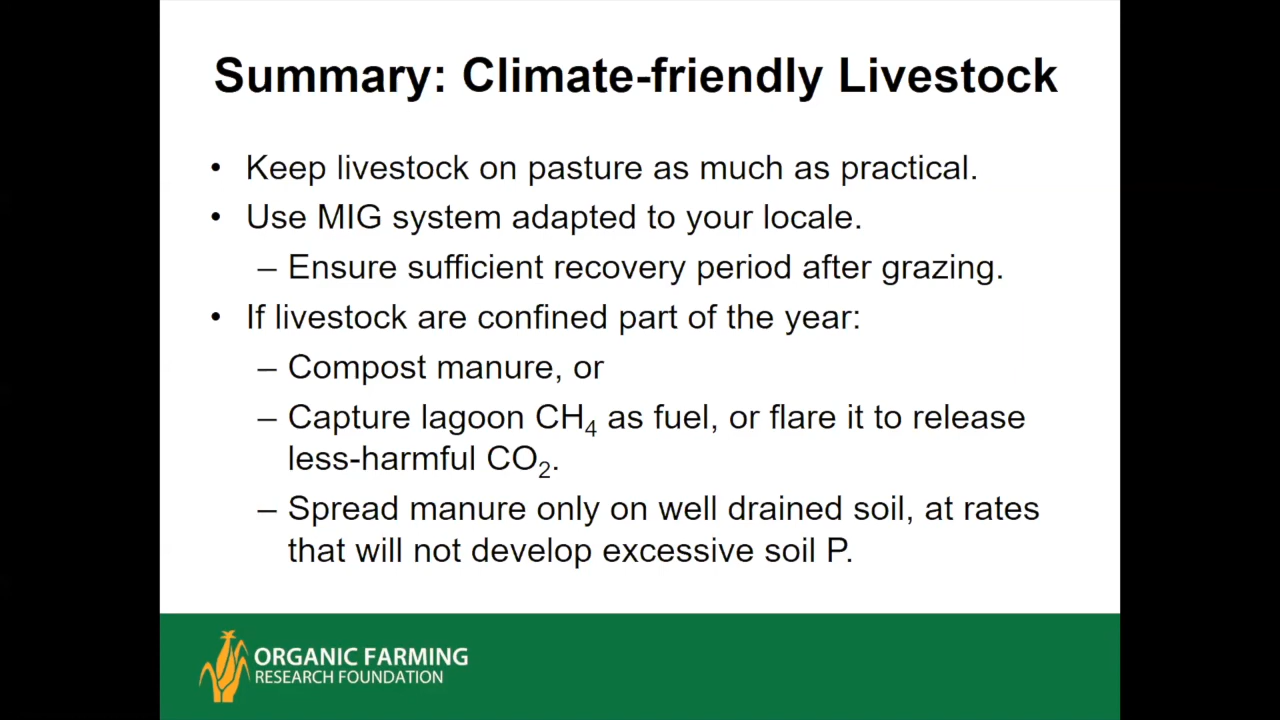 Summary: Climate-friendly Livestock
• Keep livestock on pasture as much as practical.
• Use MIG system adapted to your locale.
– Ensure sufficient recovery period after grazing.
• If livestock are confined part of the year:
– Compost manure, or
– Capture lagoon CH₄ as fuel, or flare it to release
less-harmful CO₂.
– Spread manure only on well drained soil, at rates
that will not develop excessive soil P.
ORGANIC FARMING
RESEARCH FOUNDATION